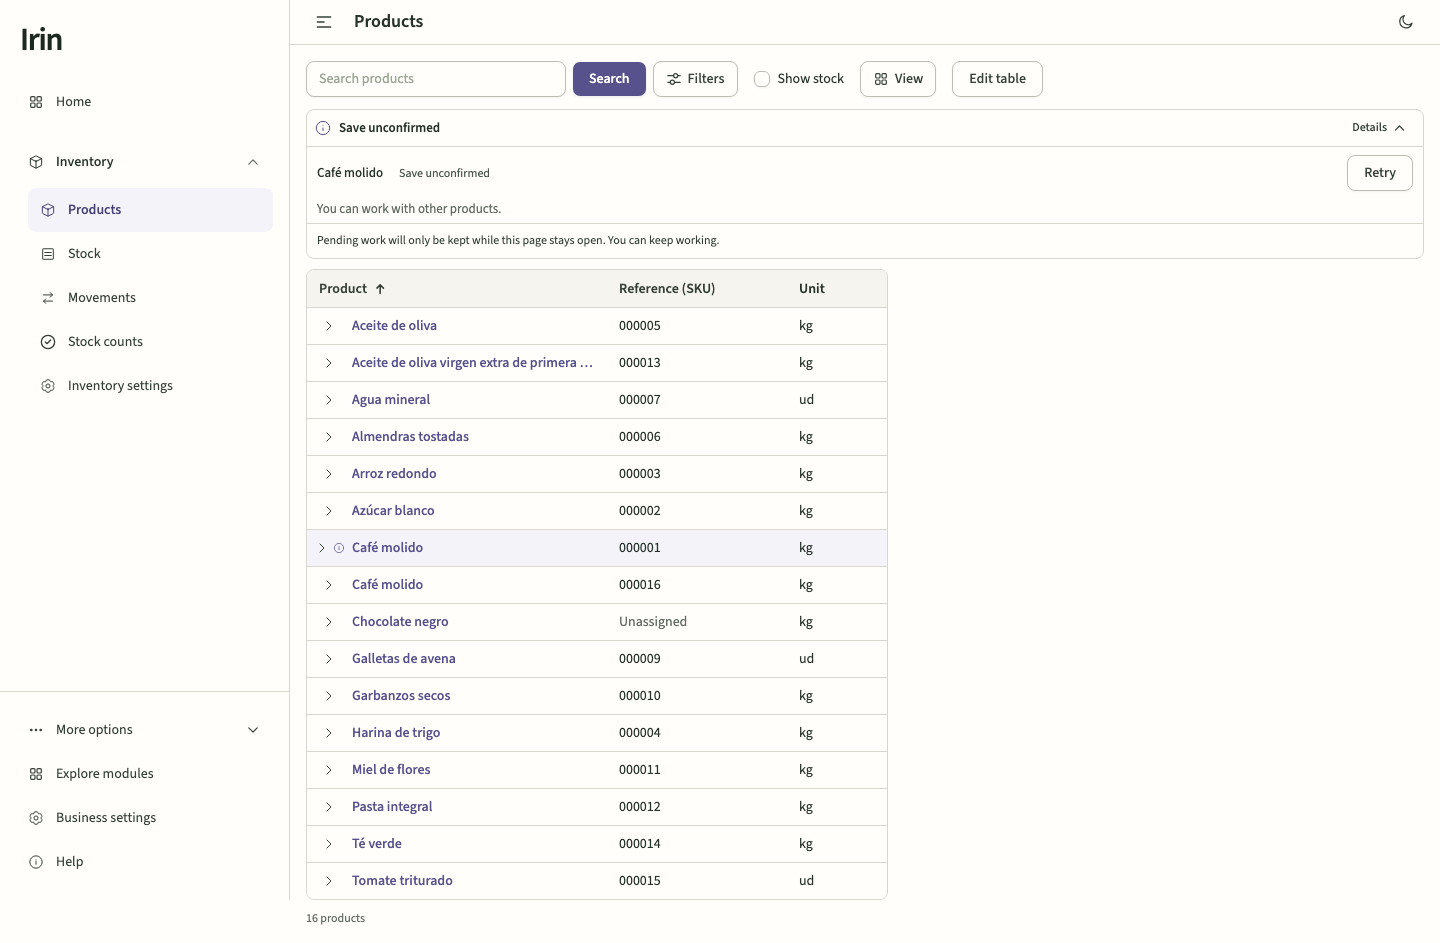 Irin
Products
Home
Inventory
Products
Stock
Movements
Stock counts
Inventory settings
More options
Explore modules
Business settings
Help
Search products
Search
Filters
Show stock
View
Edit table
Save unconfirmed
Details
Café molido Save unconfirmed
Retry
You can work with other products.
Pending work will only be kept while this page stays open. You can keep working.
Product Reference (SKU) Unit
Aceite de oliva 000005 kg
Aceite de oliva virgen extra de primera … 000013 kg
Agua mineral 000007 ud
Almendras tostadas 000006 kg
Arroz redondo 000003 kg
Azúcar blanco 000002 kg
Café molido 000001 kg
Café molido 000016 kg
Chocolate negro Unassigned kg
Galletas de avena 000009 ud
Garbanzos secos 000010 kg
Harina de trigo 000004 kg
Miel de flores 000011 kg
Pasta integral 000012 kg
Té verde 000014 kg
Tomate triturado 000015 ud
16 products